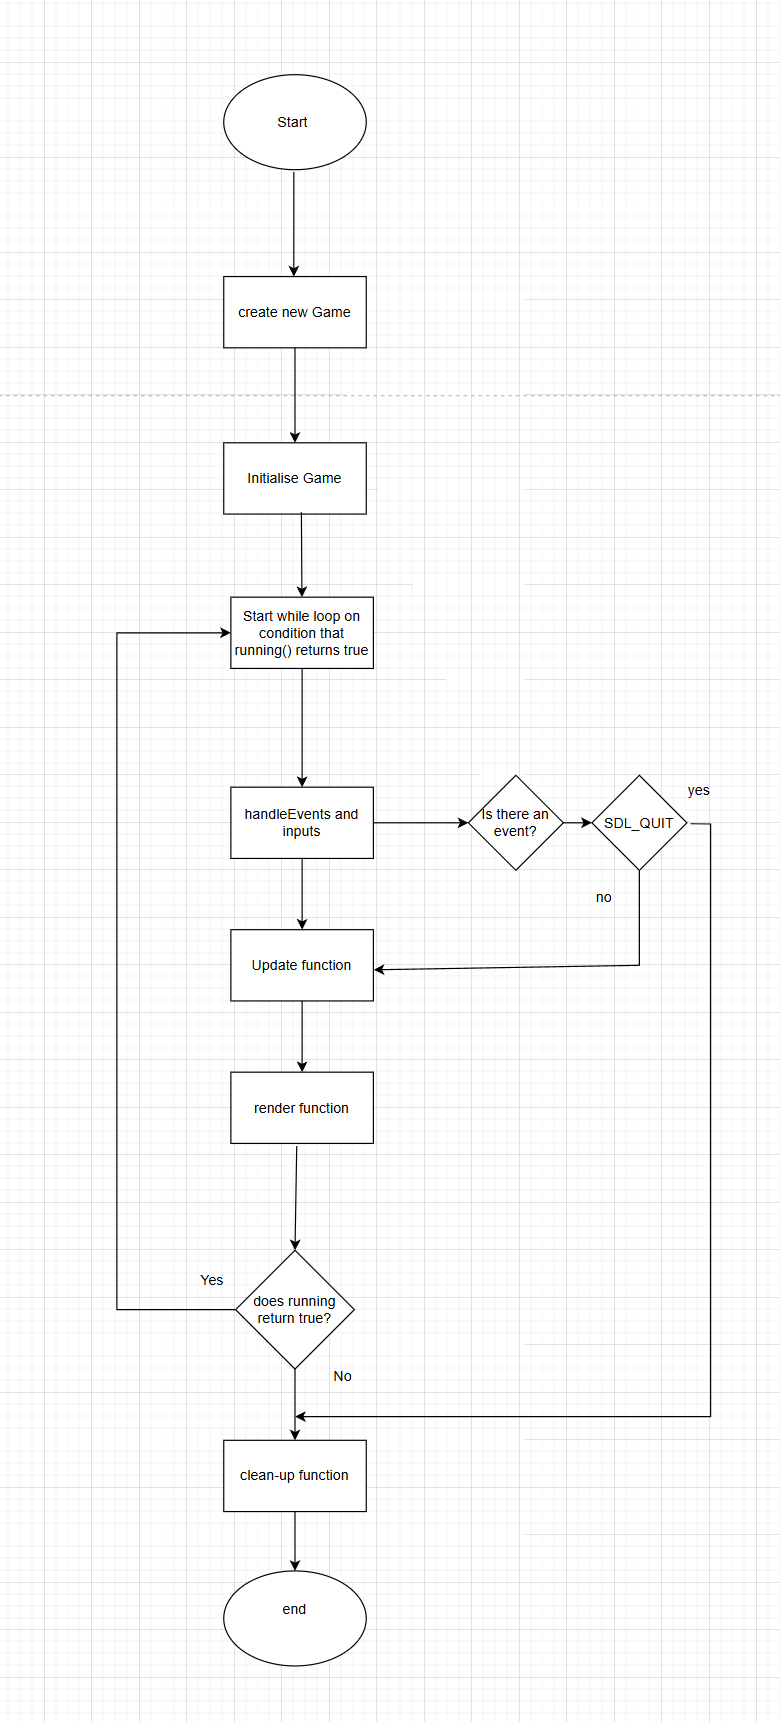 Start
create new Game
Initialise Game
Start while loop on
condition that
running() returns true
handleEvents and
inputs
Is there an
event?
SDL_QUIT
yes
no
Update function
render function
Yes
does running
return true?
No
clean-up function
end